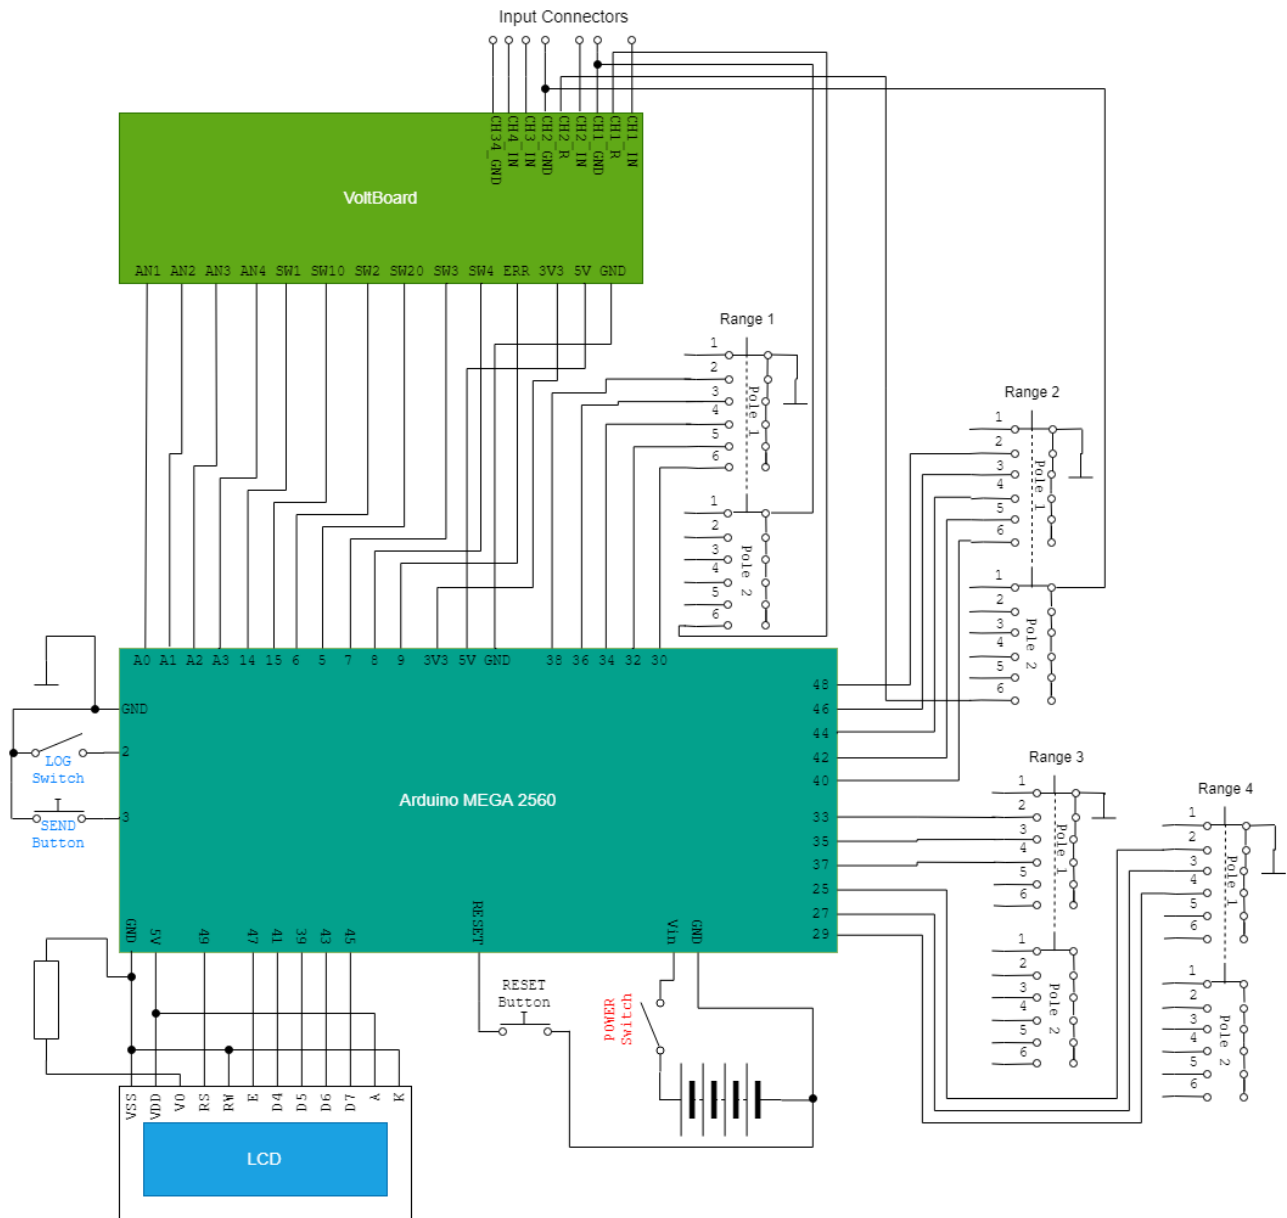 Input Connectors
CH34_GND
CH4_IN
CH3_IN
CH2_GND
CH2_R
CH2_IN
CH1_GND
CH1_R
CH1_IN
VoltBoard
AN1 AN2 AN3 AN4 SW1 SW10 SW2 SW20 SW3 SW4 ERR 3V3 5V GND
Range 1
1
2
3
4
5
6
Pole 1
1
2
3
4
5
6
Pole 2
Range 2
1
2
3
4
5
6
Pole 1
1
2
3
4
5
6
Pole 2
A0 A1 A2 A3 14 15 6 5 7 8 9 3V3 5V GND 38 36 34 32 30
GND
2
LOG
Switch
3
SEND
Button
Arduino MEGA 2560
48
46
44
42
40
33
35
37
25
27
29
Range 3
1
2
3
4
5
6
Pole 1
1
2
3
4
5
6
Pole 2
Range 4
1
2
3
4
5
6
Pole 1
1
2
3
4
5
6
Pole 2
GND
5V
49
47
41
39
43
45
RESET
Vin
GND
RESET
Button
POWER
Switch
VSS
VDD
V0
RS
RW
E
D4
D5
D6
D7
A
K
LCD